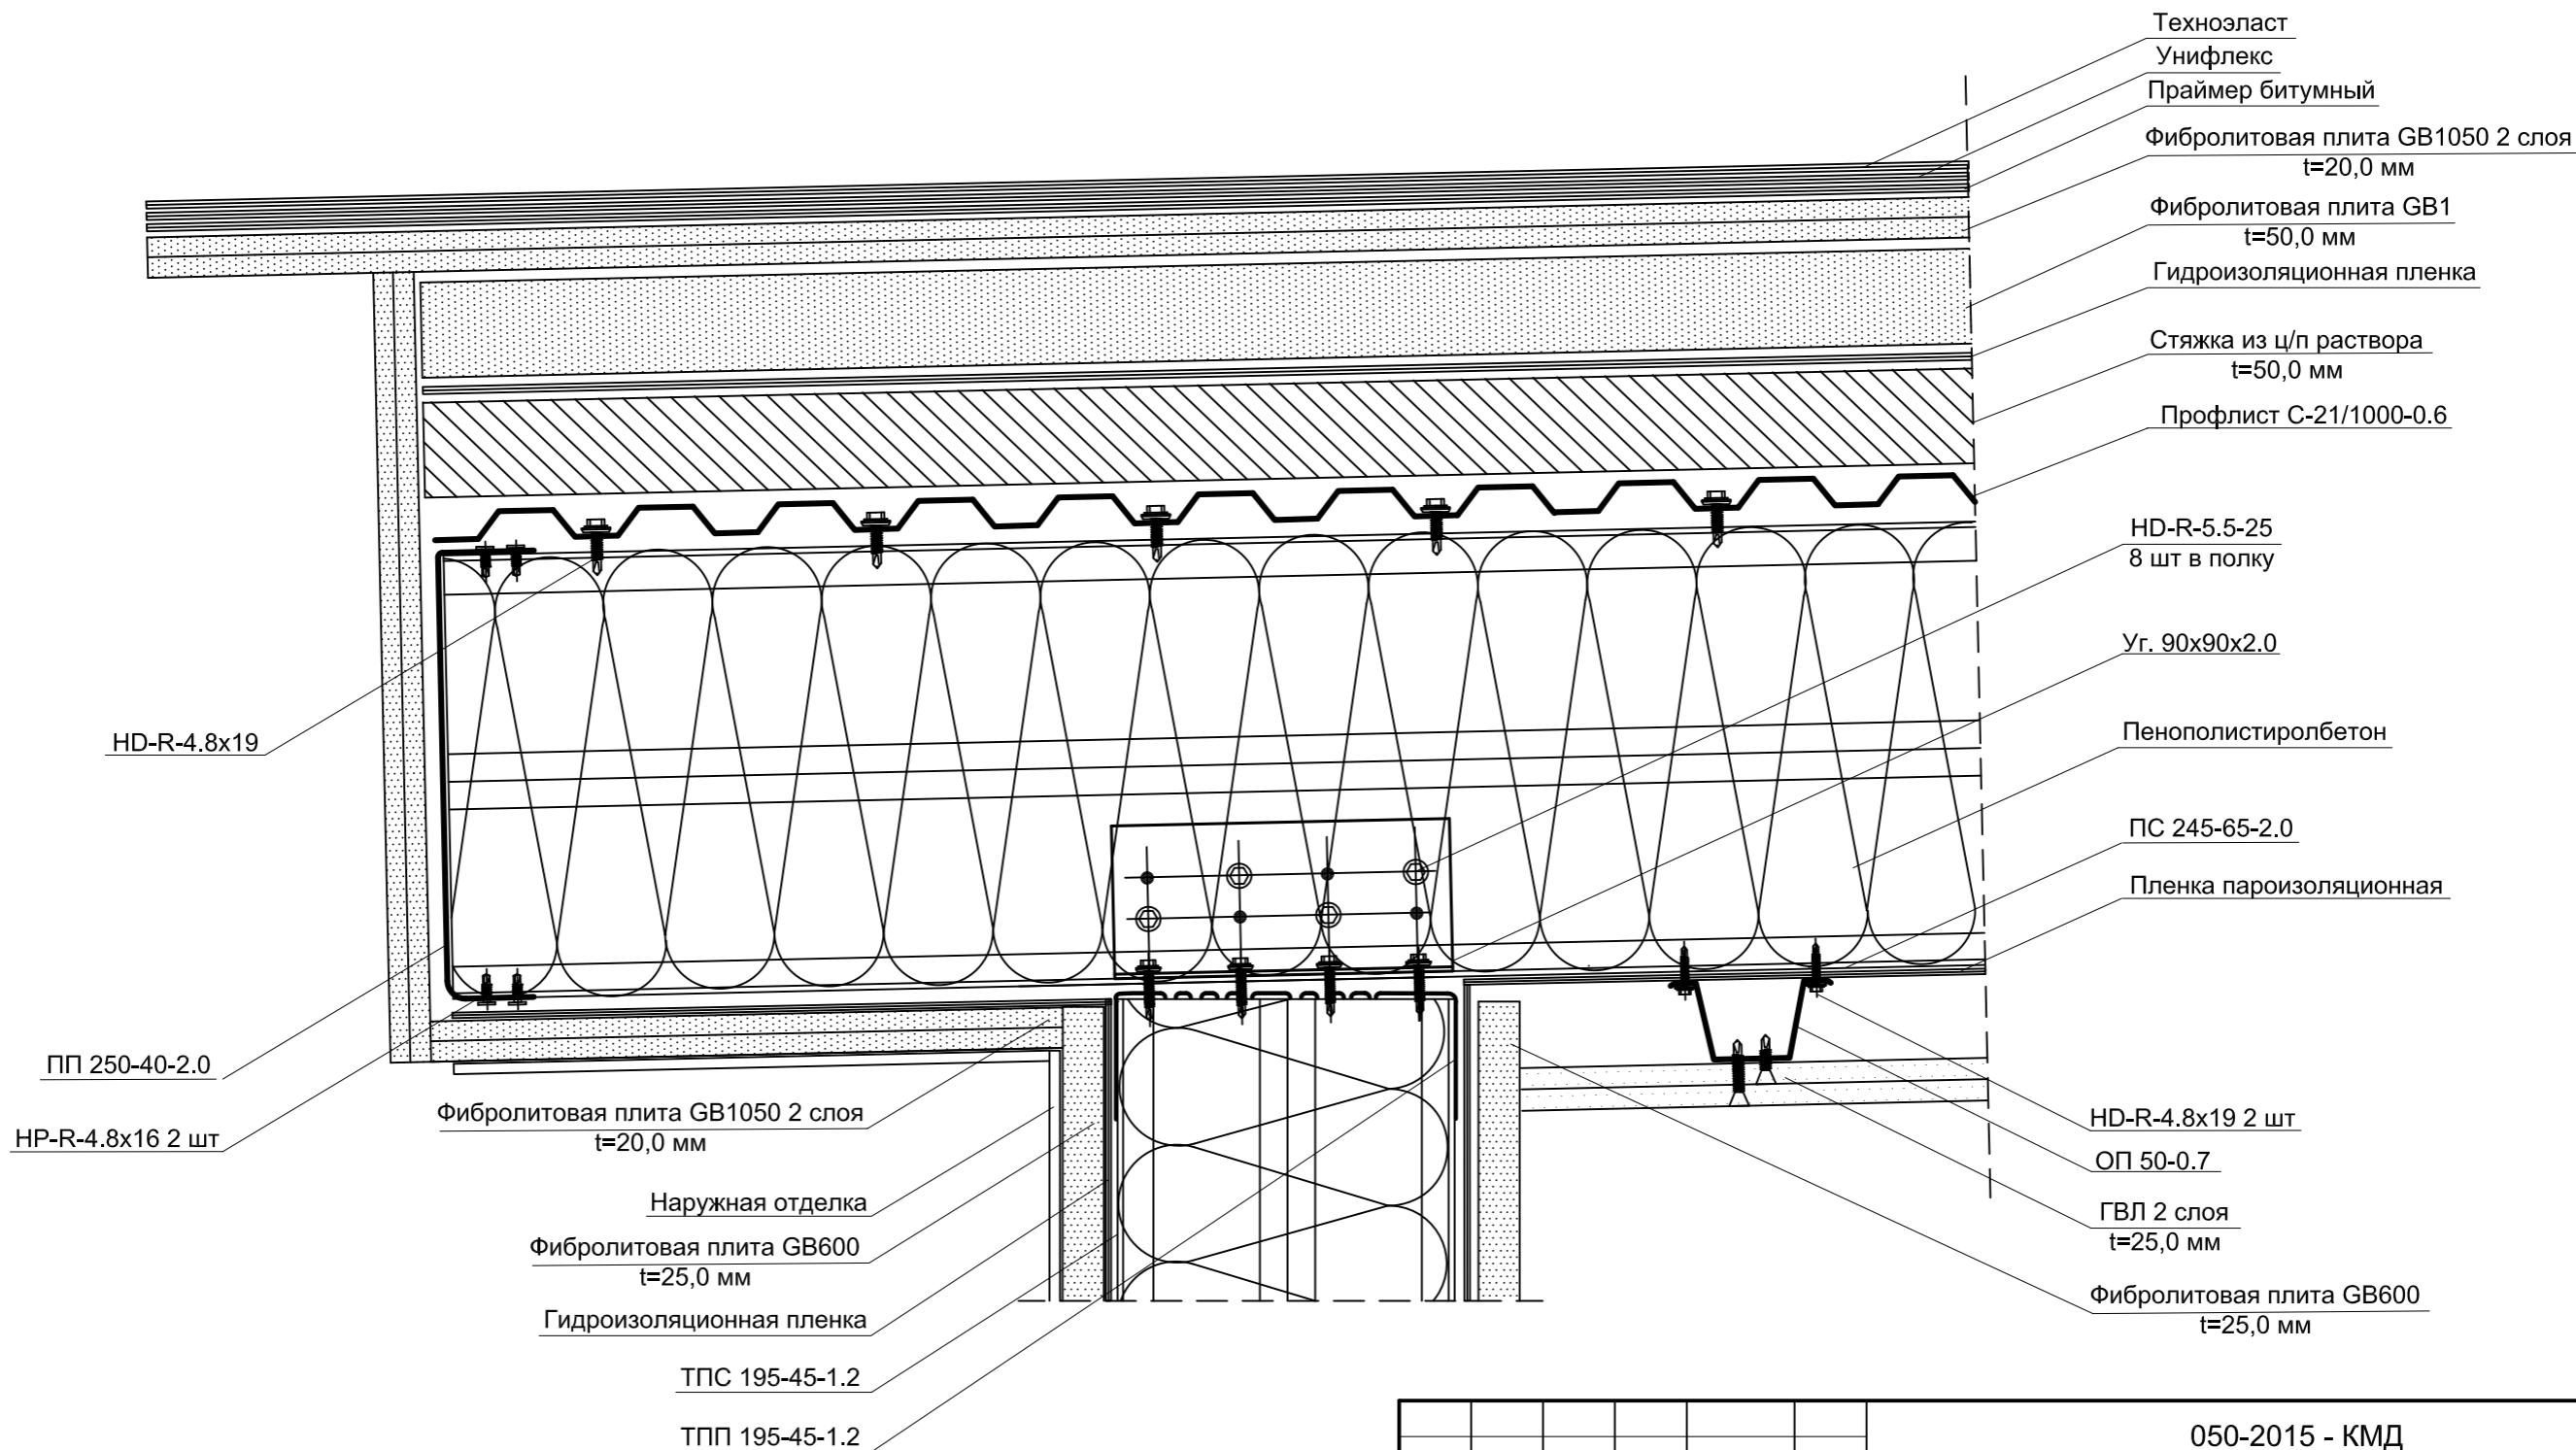 Техноэласт
Унифлекс
Праймер битумный
Фибролитовая плита GB1050 2 слоя
t=20,0 мм
Фибролитовая плита GB1
t=50,0 мм
Гидроизоляционная пленка
Стяжка из ц/п раствора
t=50,0 мм
Профлист С-21/1000-0.6
HD-R-5.5-25
8 шт в полку
Уг. 90х90х2.0
Пенополистиролбетон
ПС 245-65-2.0
Пленка пароизоляционная
HD-R-4.8x19 2 шт
ОП 50-0.7
ГВЛ 2 слоя
t=25,0 мм
Фибролитовая плита GB600
t=25,0 мм
HD-R-4.8x19
ПП 250-40-2.0
HP-R-4.8x16 2 шт
Фибролитовая плита GB1050 2 слоя
t=20,0 мм
Наружная отделка
Фибролитовая плита GB600
t=25,0 мм
Гидроизоляционная пленка
ТПС 195-45-1.2
ТПП 195-45-1.2
050-2015 - КМД